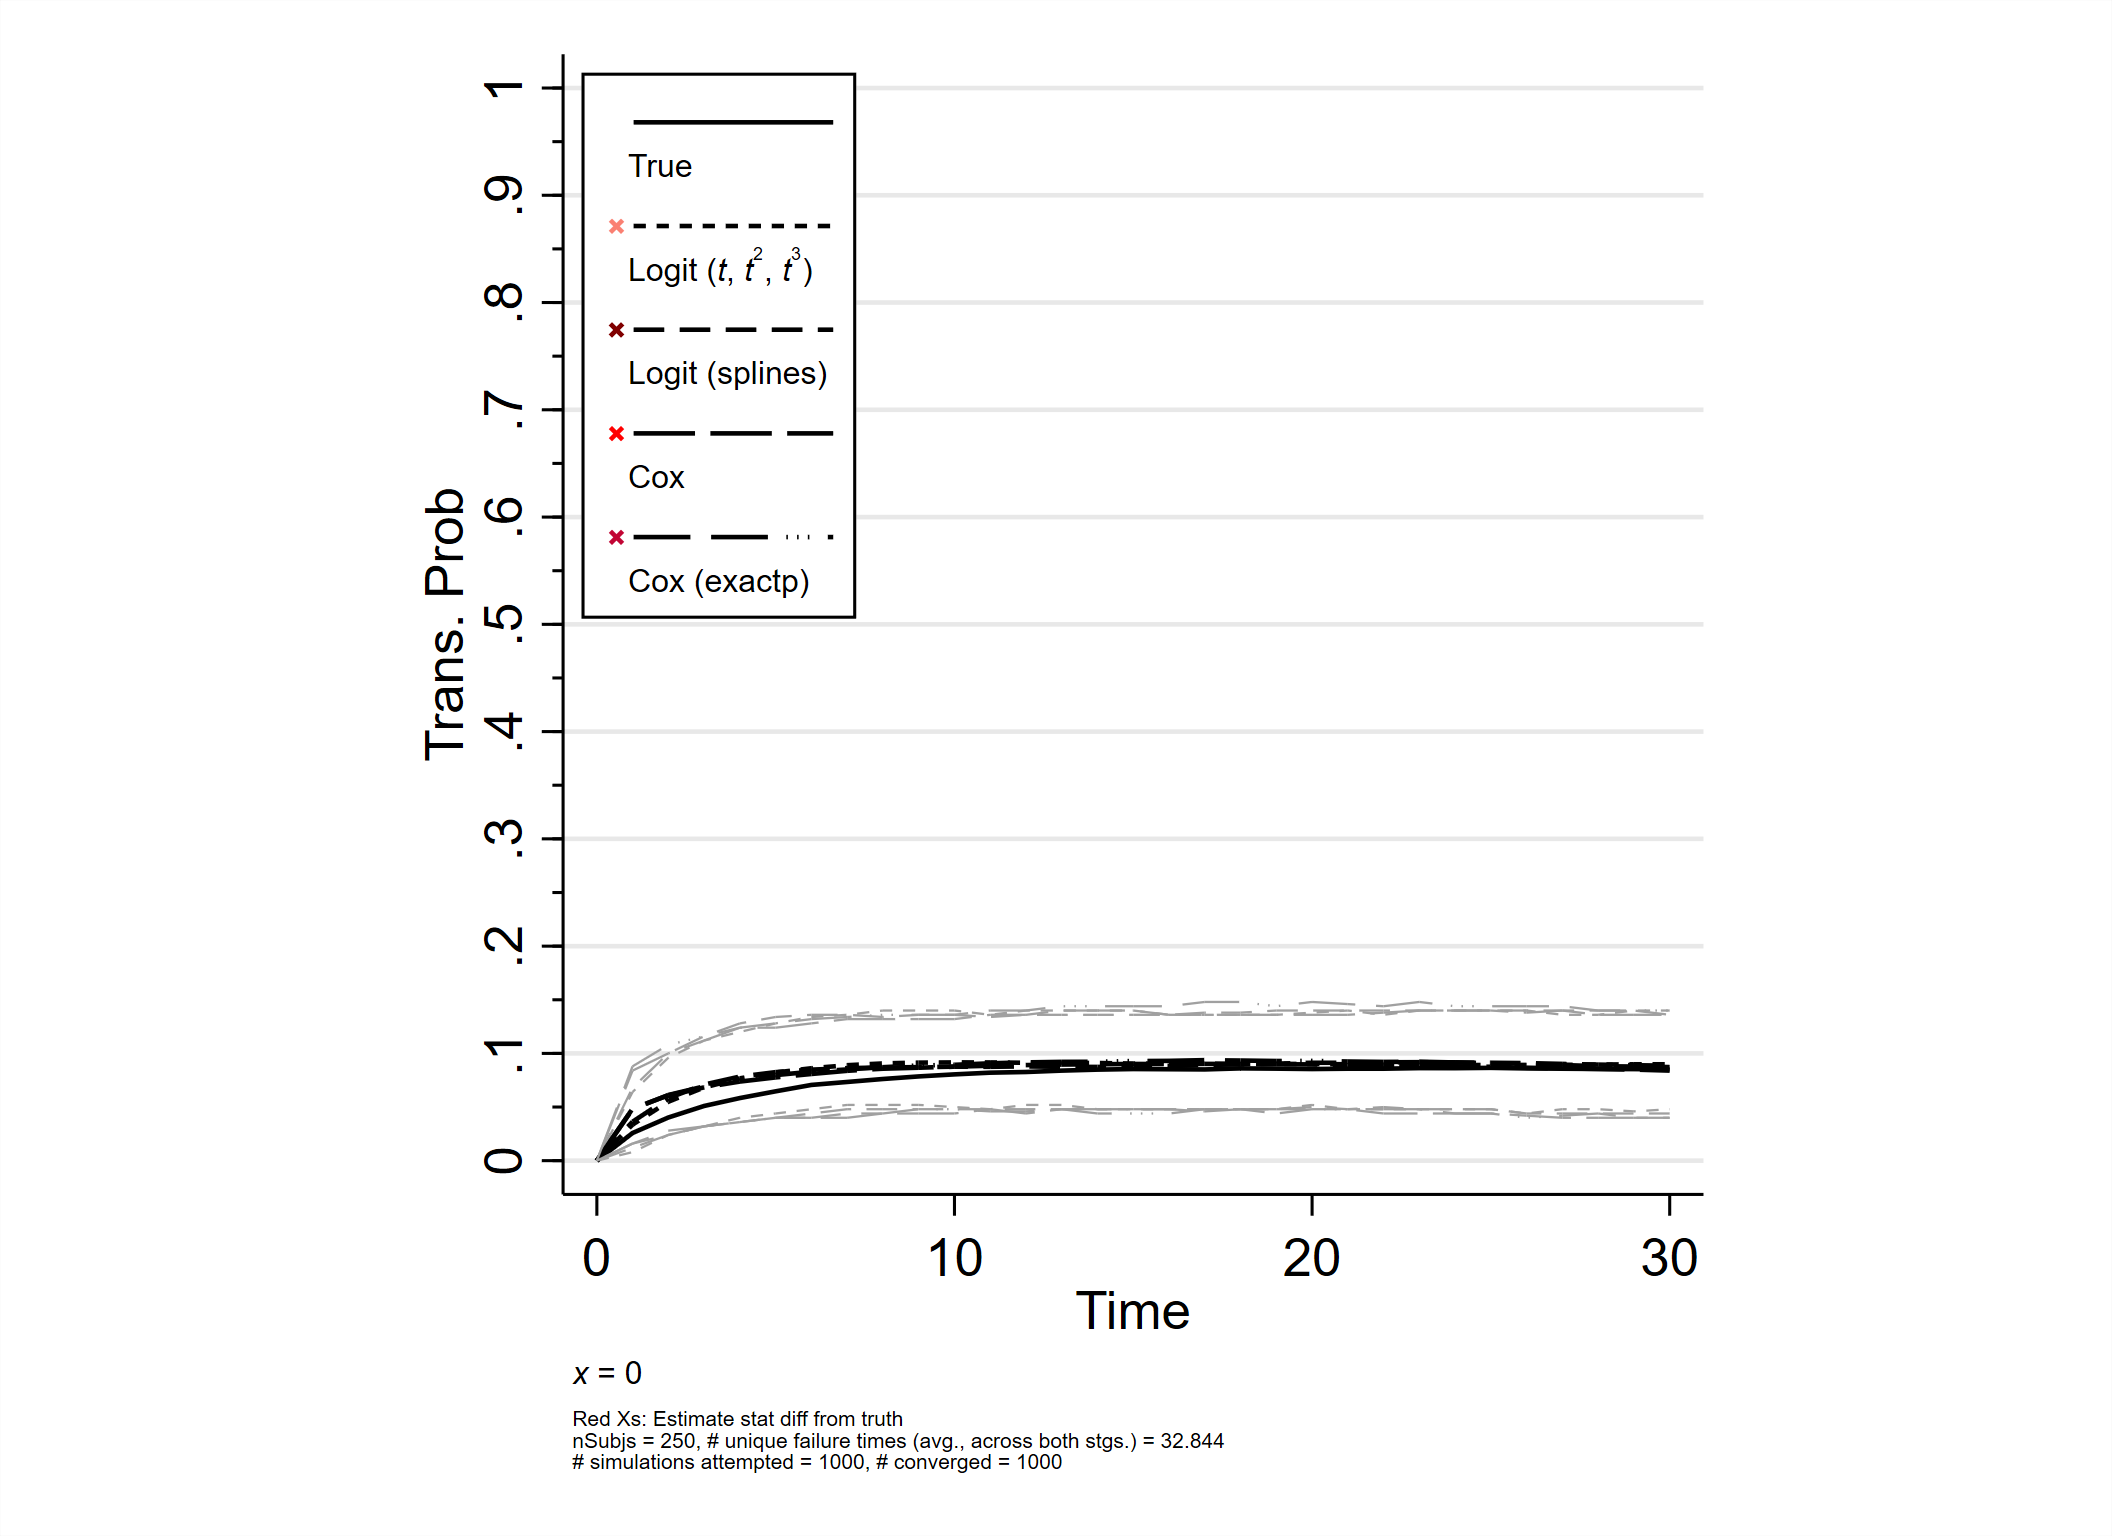 1
.9
.8
.7
.6
.5
.4
.3
.2
.1
0
Trans. Prob
True
Logit (t, t², t³)
Logit (splines)
Cox
Cox (exactp)
0 10 20 30
Time
x = 0
Red Xs: Estimate stat diff from truth
nSubjs = 250, # unique failure times (avg., across both stgs.) = 32.844
# simulations attempted = 1000, # converged = 1000